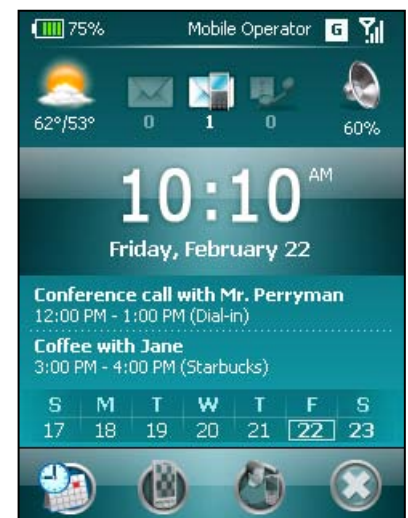 75% Mobile Operator G
62°/53° 0 1 0 60%
10:10 AM
Friday, February 22
Conference call with Mr. Perryman
12:00 PM - 1:00 PM (Dial-in)
Coffee with Jane
3:00 PM - 4:00 PM (Starbucks)
S M T W T F S
17 18 19 20 21 22 23